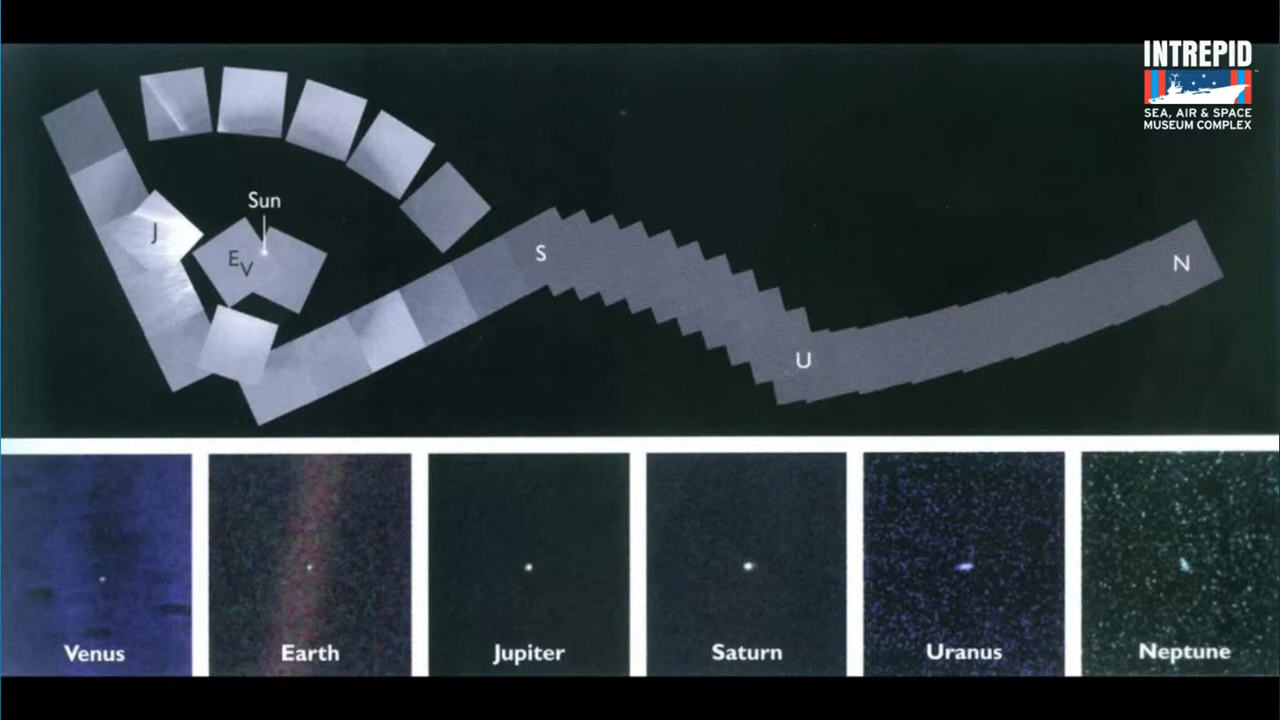 INTREPID
SEA, AIR & SPACE
MUSEUM COMPLEX
Sun
J
E
V
S
U
N
Venus
Earth
Jupiter
Saturn
Uranus
Neptune